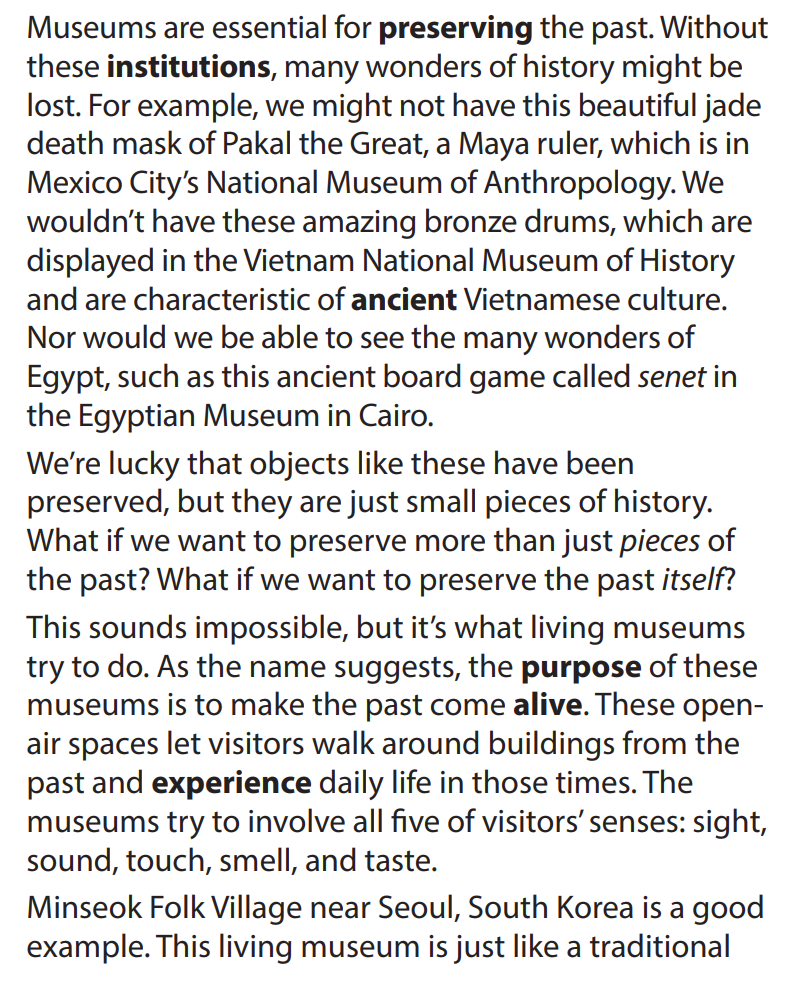 Museums are essential for preserving the past. Without
these institutions, many wonders of history might be
lost. For example, we might not have this beautiful jade
death mask of Pakal the Great, a Maya ruler, which is in
Mexico City’s National Museum of Anthropology. We
wouldn’t have these amazing bronze drums, which are
displayed in the Vietnam National Museum of History
and are characteristic of ancient Vietnamese culture.
Nor would we be able to see the many wonders of
Egypt, such as this ancient board game called senet in
the Egyptian Museum in Cairo.
We’re lucky that objects like these have been
preserved, but they are just small pieces of history.
What if we want to preserve more than just pieces of
the past? What if we want to preserve the past itself?
This sounds impossible, but it’s what living museums
try to do. As the name suggests, the purpose of these
museums is to make the past come alive. These open-
air spaces let visitors walk around buildings from the
past and experience daily life in those times. The
museums try to involve all five of visitors’ senses: sight,
sound, touch, smell, and taste.
Minseok Folk Village near Seoul, South Korea is a good
example. This living museum is just like a traditional